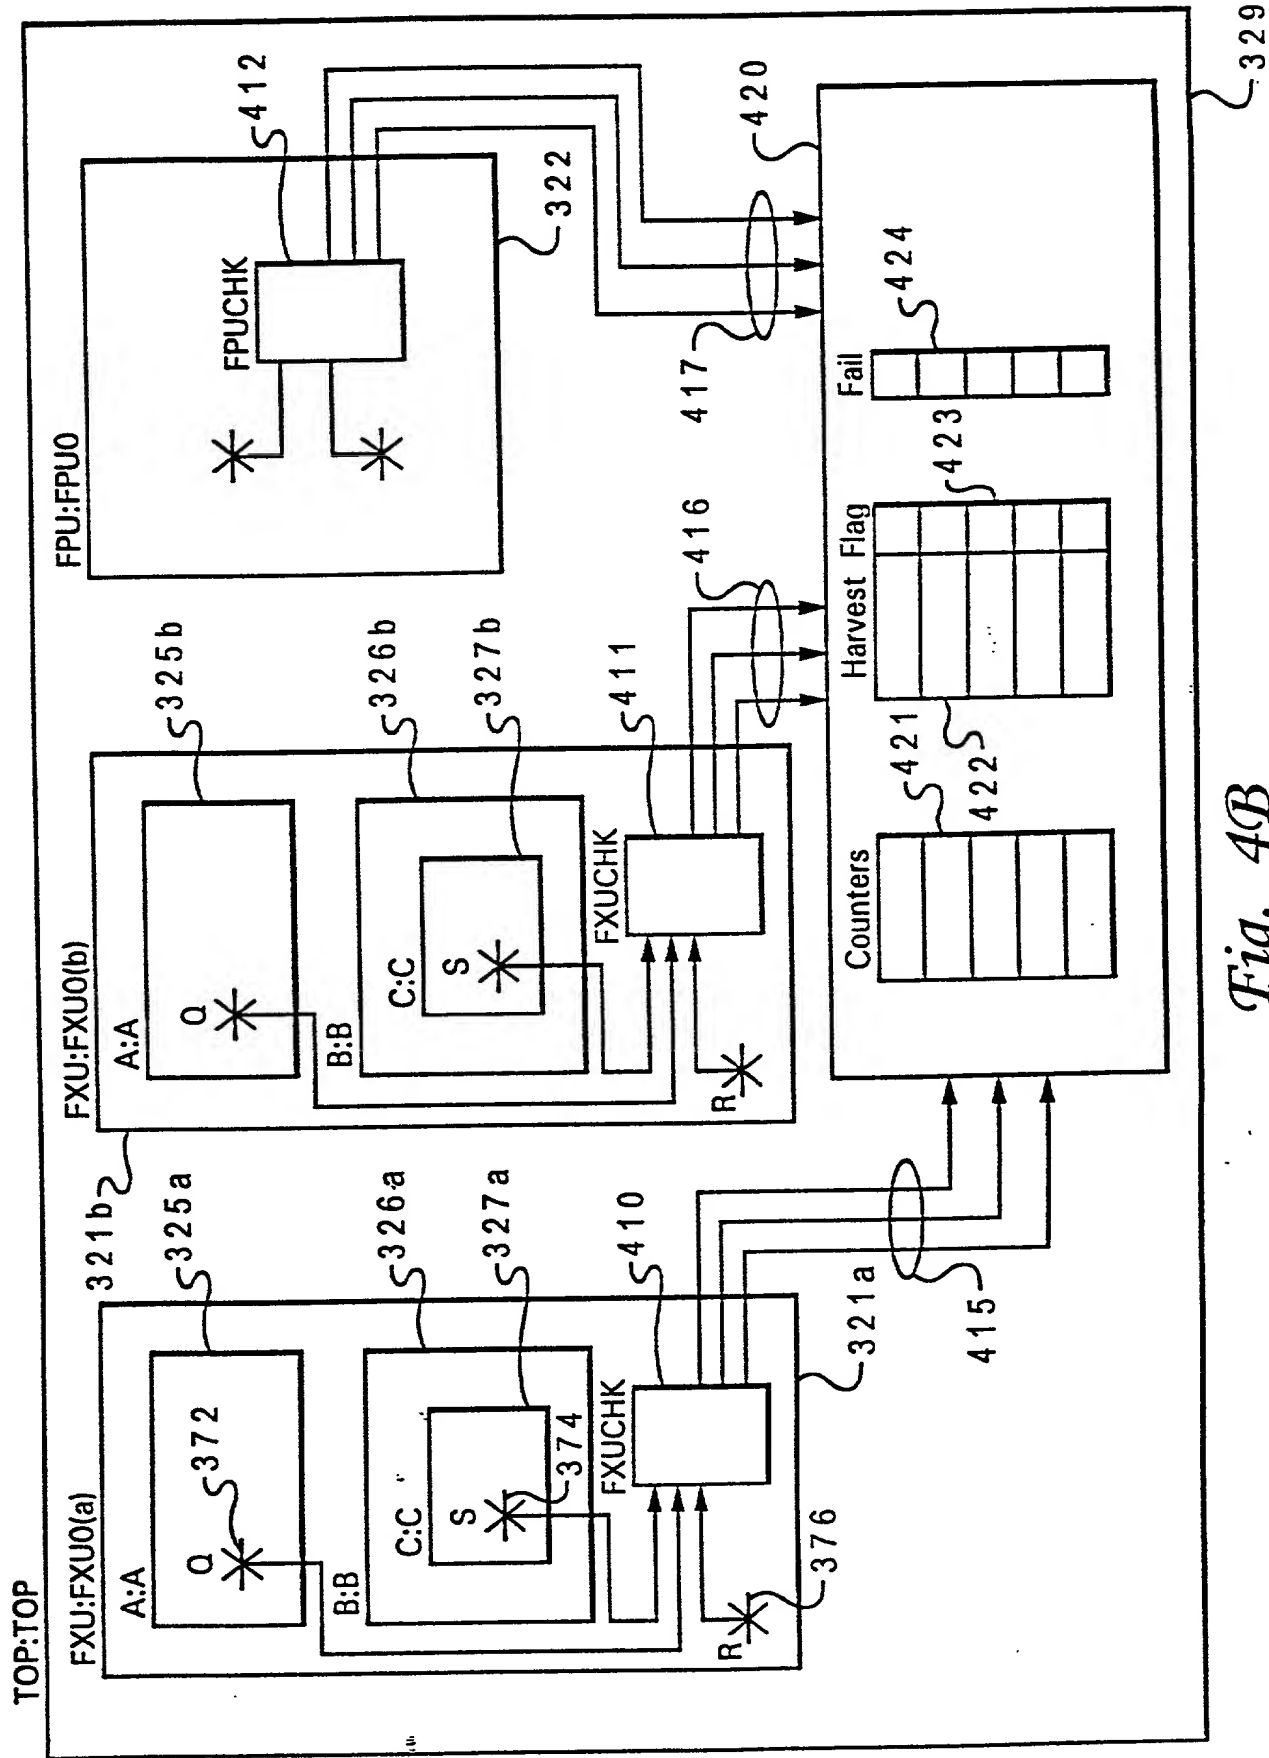 TOP:TOP
FXU:FXU0(a)
A:A
Q
372
325a
B:B
C:C
S
374
326a
327a
FXUCHK
410
R
376
321a
415
321b
FXU:FXU0(b)
A:A
Q
325b
B:B
C:C
S
326b
327b
FXUCHK
411
R
416
FPU:FPU0
FPUCHK
412
322
417
420
Counters
421
422
Harvest Flag
423
Fail
424
329
Fig. 4B